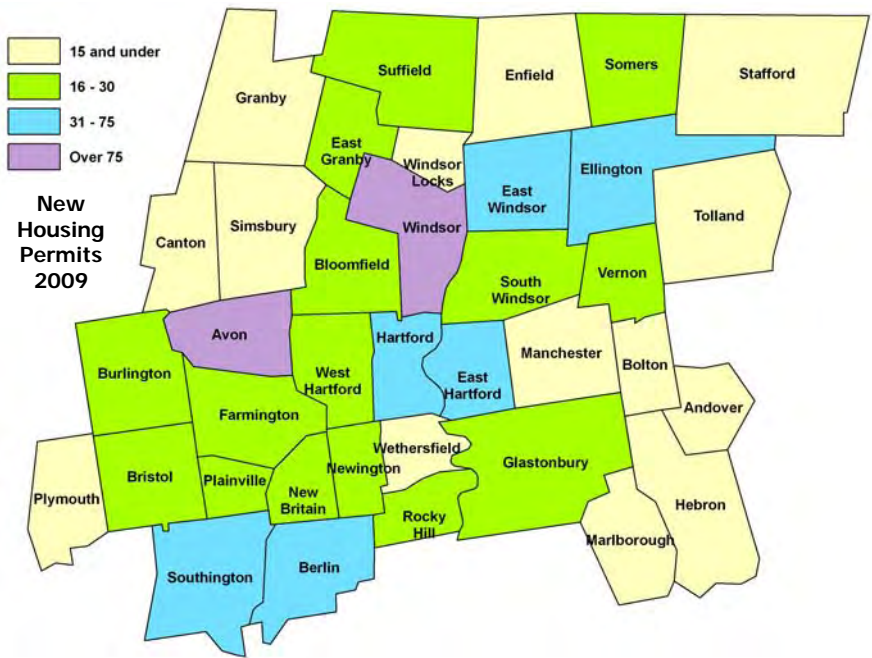 15 and under
16 - 30
31 - 75
Over 75
New
Housing
Permits
2009
Granby
Suffield
Enfield
Somers
Stafford
East
Granby
Windsor
Locks
East
Windsor
Ellington
Tolland
Canton
Simsbury
Windsor
Bloomfield
South
Windsor
Vernon
Avon
Hartford
Manchester
Bolton
Burlington
West
Hartford
East
Hartford
Andover
Farmington
Wethersfield
Glastonbury
Plymouth
Bristol
Plainville
New
Britain
Newington
Rocky
Hill
Hebron
Marlborough
Southington
Berlin